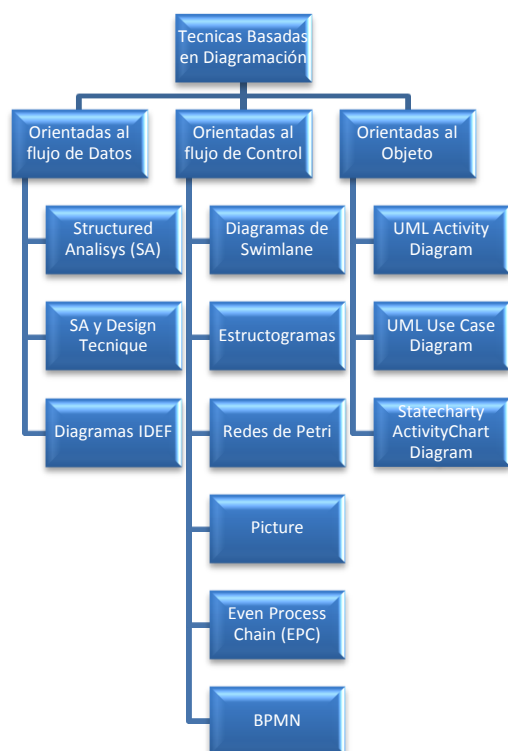 Tecnicas Basadas
en Diagramación
Orientadas al
flujo de Datos
Structured
Analisys (SA)
SA y Design
Tecnique
Diagramas IDEF
Orientadas al
flujo de Control
Diagramas de
Swimlane
Estructogramas
Redes de Petri
Picture
Even Process
Chain (EPC)
BPMN
Orientadas al
Objeto
UML Activity
Diagram
UML Use Case
Diagram
Statecharty
ActivityChart
Diagram